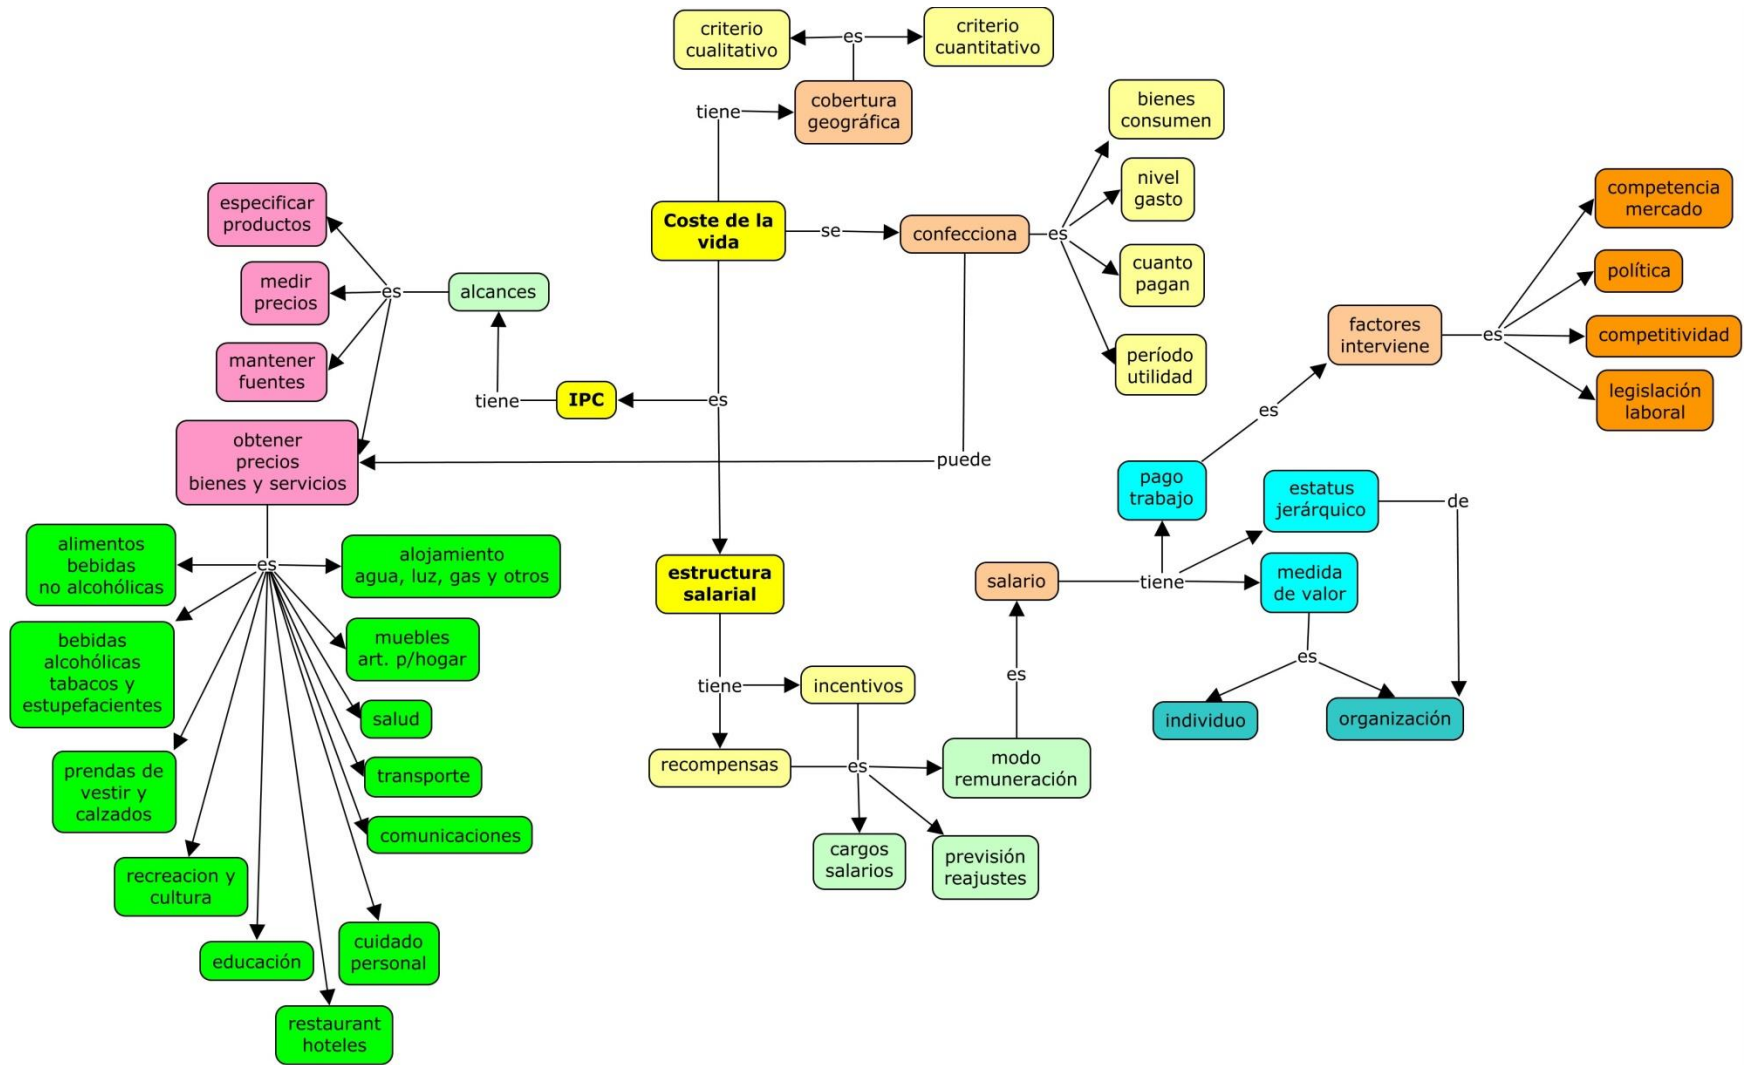 criterio
cualitativo
es
criterio
cuantitativo
tiene
cobertura
geográfica
bienes
consumen
nivel
gasto
Coste de la
vida
se
confecciona
es
cuanto
pagan
período
utilidad
especificar
productos
medir
precios
es
alcances
mantener
fuentes
tiene
IPC
es
obtener
precios
bienes y servicios
puede
competencia
mercado
política
factores
interviene
es
competitividad
legislación
laboral
es
pago
trabajo
estatus
jerárquico
de
alimentos
bebidas
no alcohólicas
es
alojamiento
agua, luz, gas y otros
bebidas
alcohólicas
tabacos y
estupefacientes
muebles
art. p/hogar
salud
prendas de
vestir y
calzados
transporte
comunicaciones
recreacion y
cultura
educación
cuidado
personal
restaurant
hoteles
estructura
salarial
salario
tiene
medida
de valor
es
individuo
organización
tiene
incentivos
es
recompensas
es
modo
remuneración
cargos
salarios
previsión
reajustes